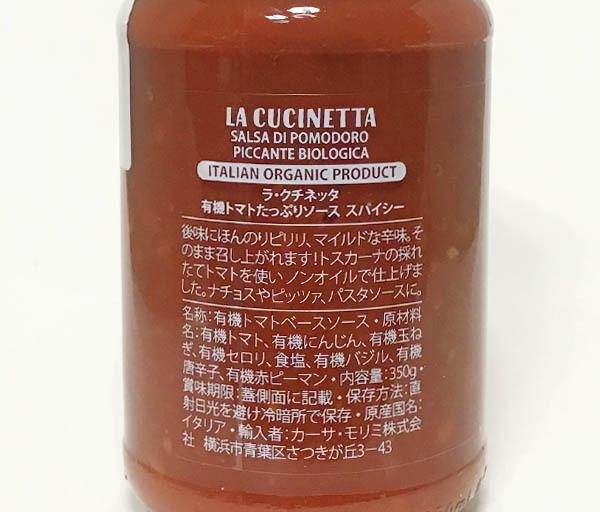 LA CUCINETTA
SALSA DI POMODORO
PICCANTE BIOLOGICA
ITALIAN ORGANIC PRODUCT
ラ・クチネッタ
有機トマトたっぷりソース スパイシー
後味にほんのりピリリ、マイルドな辛味。そ
のまま召し上がれます!トスカーナの採れ
たてトマトを使い ノンオイルで仕上げま
した。ナチョスやピッツァ、パスタソースに。
名称:有機トマトベースソース・原材料
名:有機トマト、有機にんじん、有機玉ね
ぎ、有機セロリ、食塩、有機バジル、有機
唐辛子、有機赤ピーマン・内容量:350g・
賞味期限:蓋側面に記載・保存方法:直
射日光を避け冷暗所で保存・原産国名:
イタリア・輸入者:カーサ・モリミ株式会
社 横浜市青葉区さつきが丘3-43